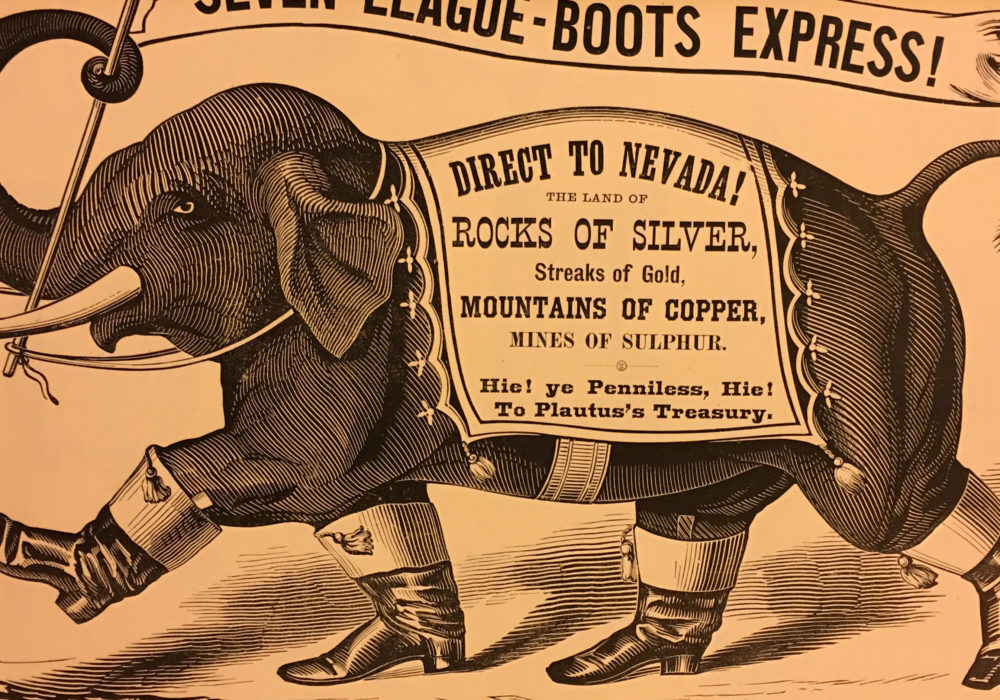 SEVEN LEAGUE-BOOTS EXPRESS!
DIRECT TO NEVADA!
THE LAND OF
ROCKS OF SILVER,
Streaks of Gold,
MOUNTAINS OF COPPER,
MINES OF SULPHUR.
Hie! ye Penniless, Hie!
To Plautus's Treasury.